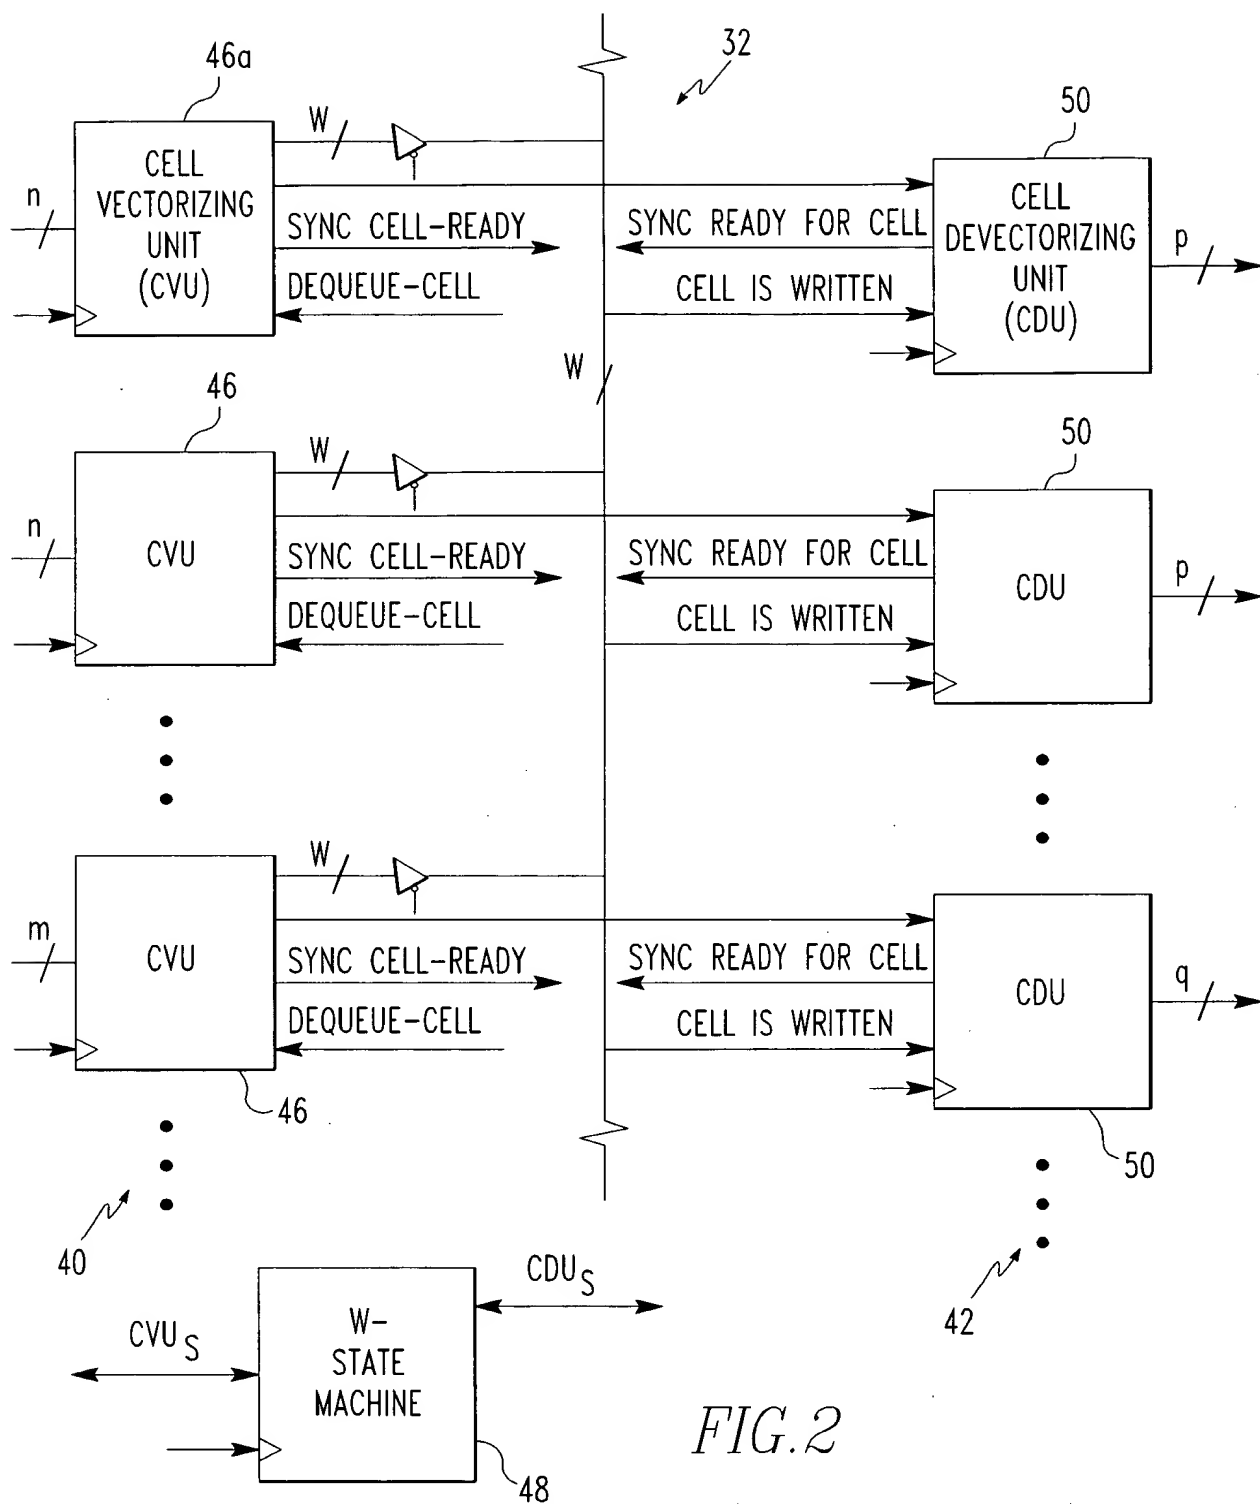 32
46a
50
W
CELL
VECTORIZING
UNIT
(CVU)
n
SYNC CELL-READY
DEQUEUE-CELL
SYNC READY FOR CELL
CELL IS WRITTEN
CELL
DEVECTORIZING
UNIT
(CDU)
p
W
46
50
W
n
CVU
SYNC CELL-READY
DEQUEUE-CELL
SYNC READY FOR CELL
CELL IS WRITTEN
CDU
p
W
m
CVU
SYNC CELL-READY
DEQUEUE-CELL
SYNC READY FOR CELL
CELL IS WRITTEN
CDU
q
46
50
40
42
CVUS
CDUS
W-
STATE
MACHINE
48
FIG.2